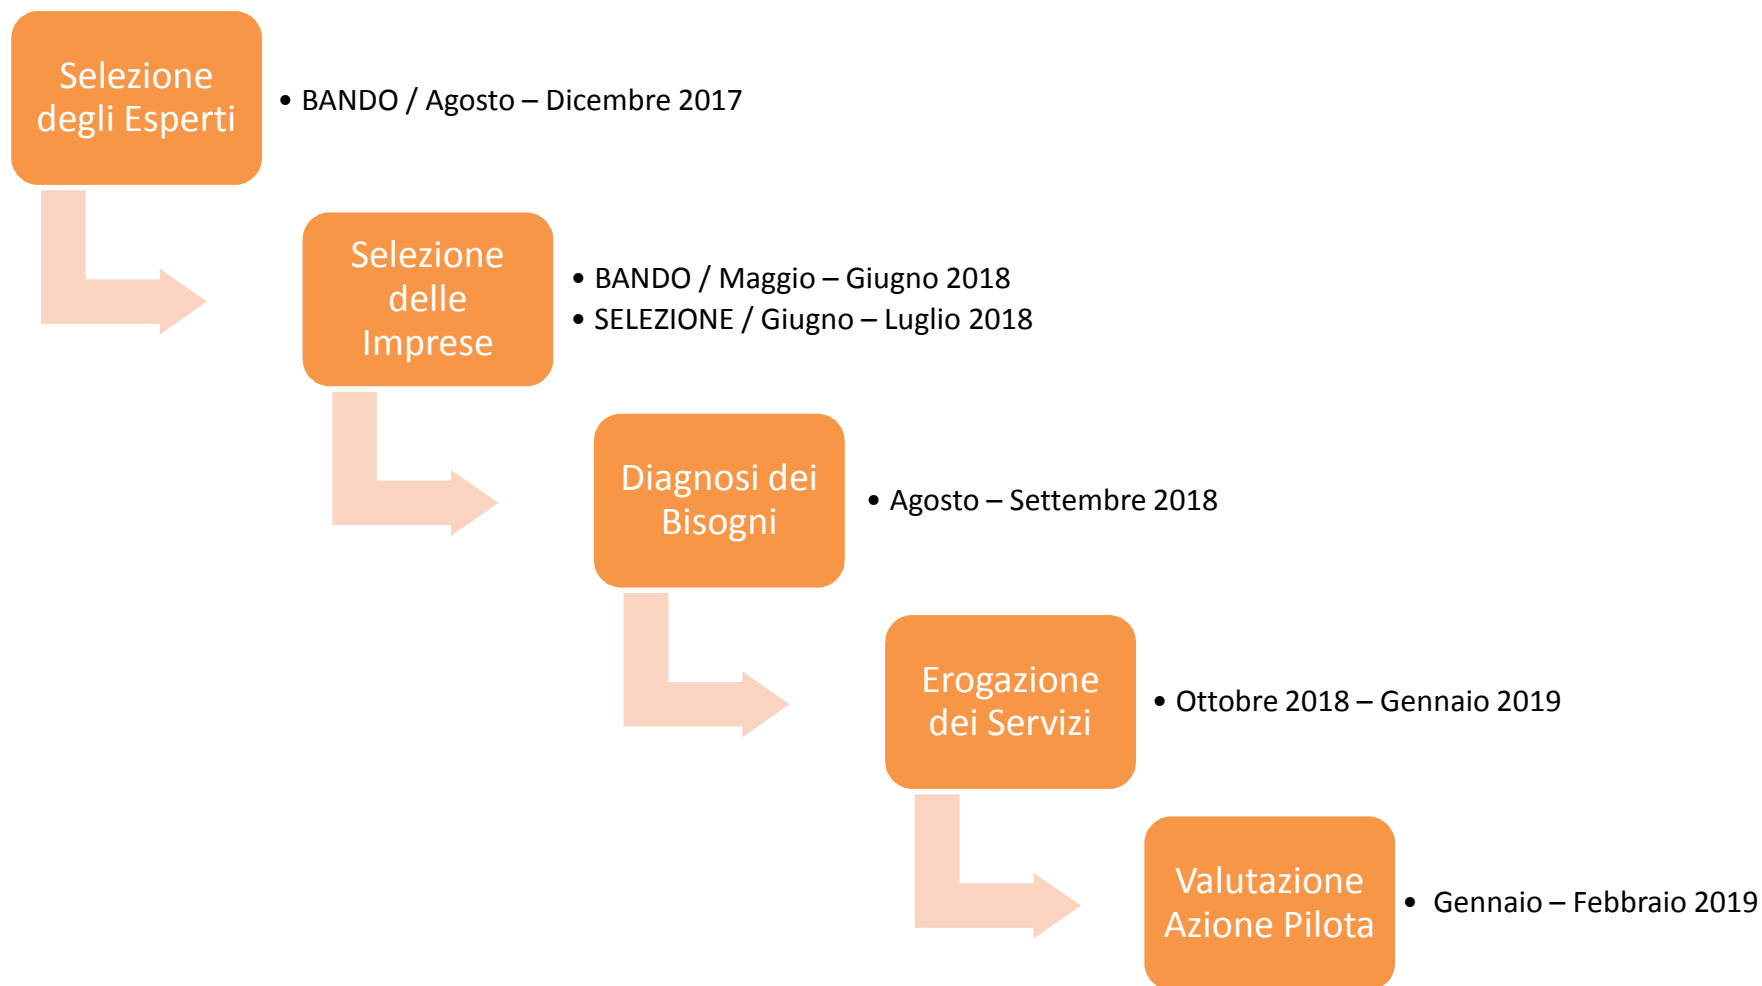 Selezione
degli Esperti
• BANDO / Agosto – Dicembre 2017
Selezione
delle
Imprese
• BANDO / Maggio – Giugno 2018
• SELEZIONE / Giugno – Luglio 2018
Diagnosi dei
Bisogni
• Agosto – Settembre 2018
Erogazione
dei Servizi
• Ottobre 2018 – Gennaio 2019
Valutazione
Azione Pilota
• Gennaio – Febbraio 2019